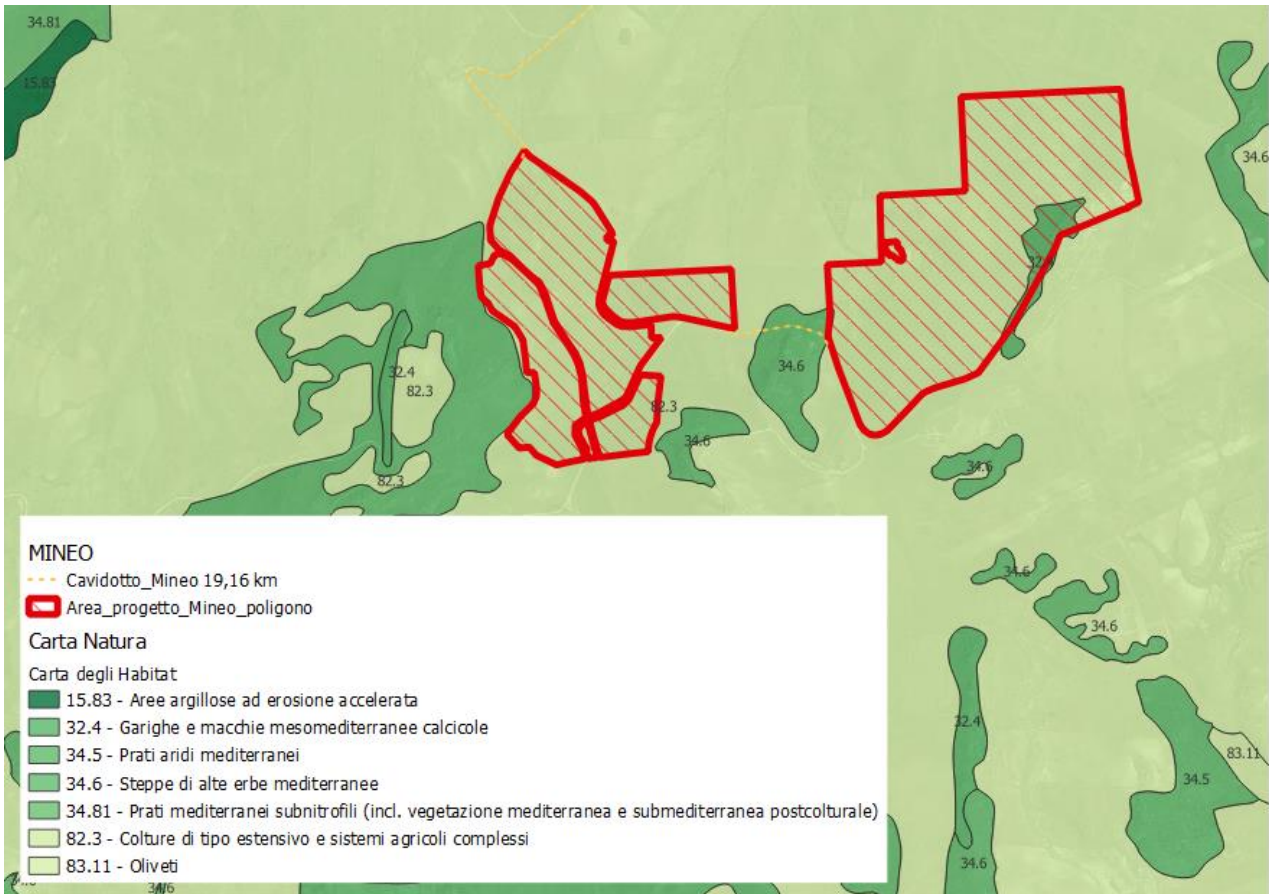 34.81
15.83
34.6
32.4
32.4
82.3
34.6
82.3
34.6
34.6
82.3
34.6
34.6
32.4
83.11
34.5
34.6
34.6
MINEO
Cavidotto_Mineo 19,16 km
Area_progetto_Mineo_poligono
Carta Natura
Carta degli Habitat
15.83 - Aree argillose ad erosione accelerata
32.4 - Garighe e macchie mesomediterranee calcicole
34.5 - Prati aridi mediterranei
34.6 - Steppe di alte erbe mediterranee
34.81 - Prati mediterranei subnitrofili (incl. vegetazione mediterranea e submediterranea postcolturale)
82.3 - Colture di tipo estensivo e sistemi agricoli complessi
83.11 - Oliveti